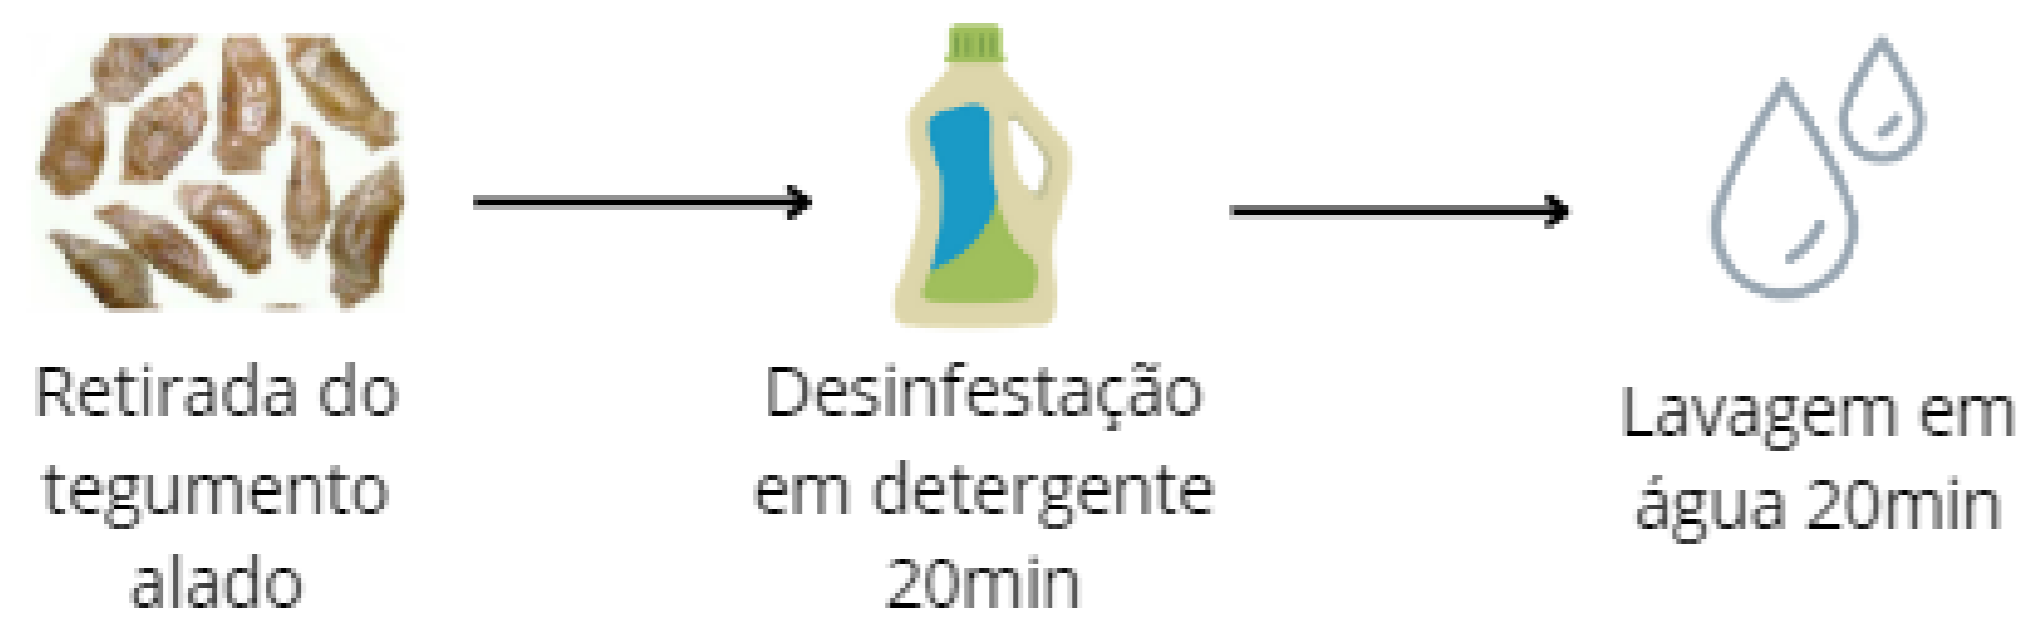 Retirada do
tegumento
alado
Desinfestação
em detergente
20min
Lavagem em
água 20min